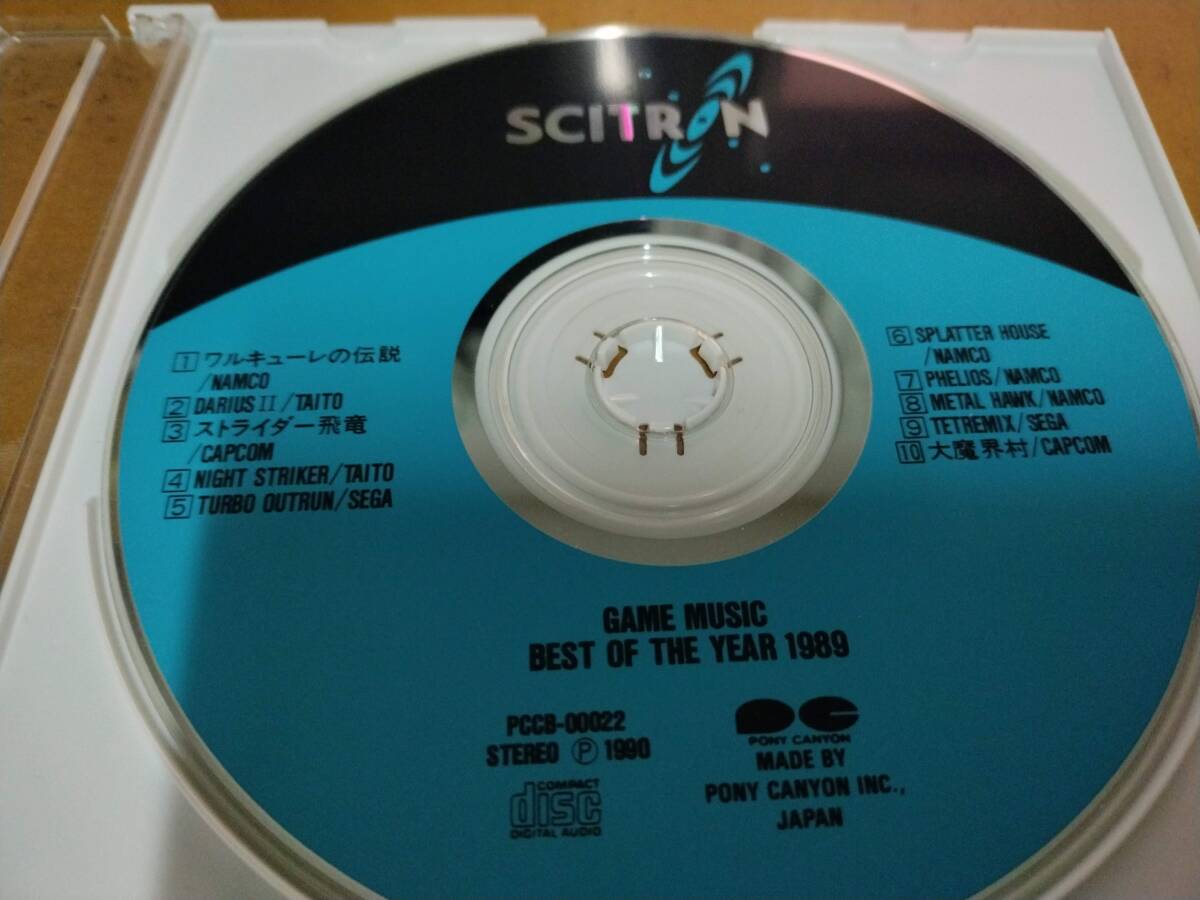 SCITRON
1 ワルキューレの伝説
/NAMCO
2 DARIUS II/TAITO
3 ストライダー飛竜
/CAPCOM
4 NIGHT STRIKER/TAITO
5 TURBO OUTRUN/SEGA
6 SPLATTER HOUSE
/NAMCO
7 PHELIOS/NAMCO
8 METAL HAWK/NAMCO
9 TETREMIX/SEGA
10 大魔界村/CAPCOM
GAME MUSIC
BEST OF THE YEAR 1989
PCCB-00022
STEREO Ⓟ 1990
COMPACT
disc
DIGITAL AUDIO
PC
PONY CANYON
MADE BY
PONY CANYON INC.,
JAPAN